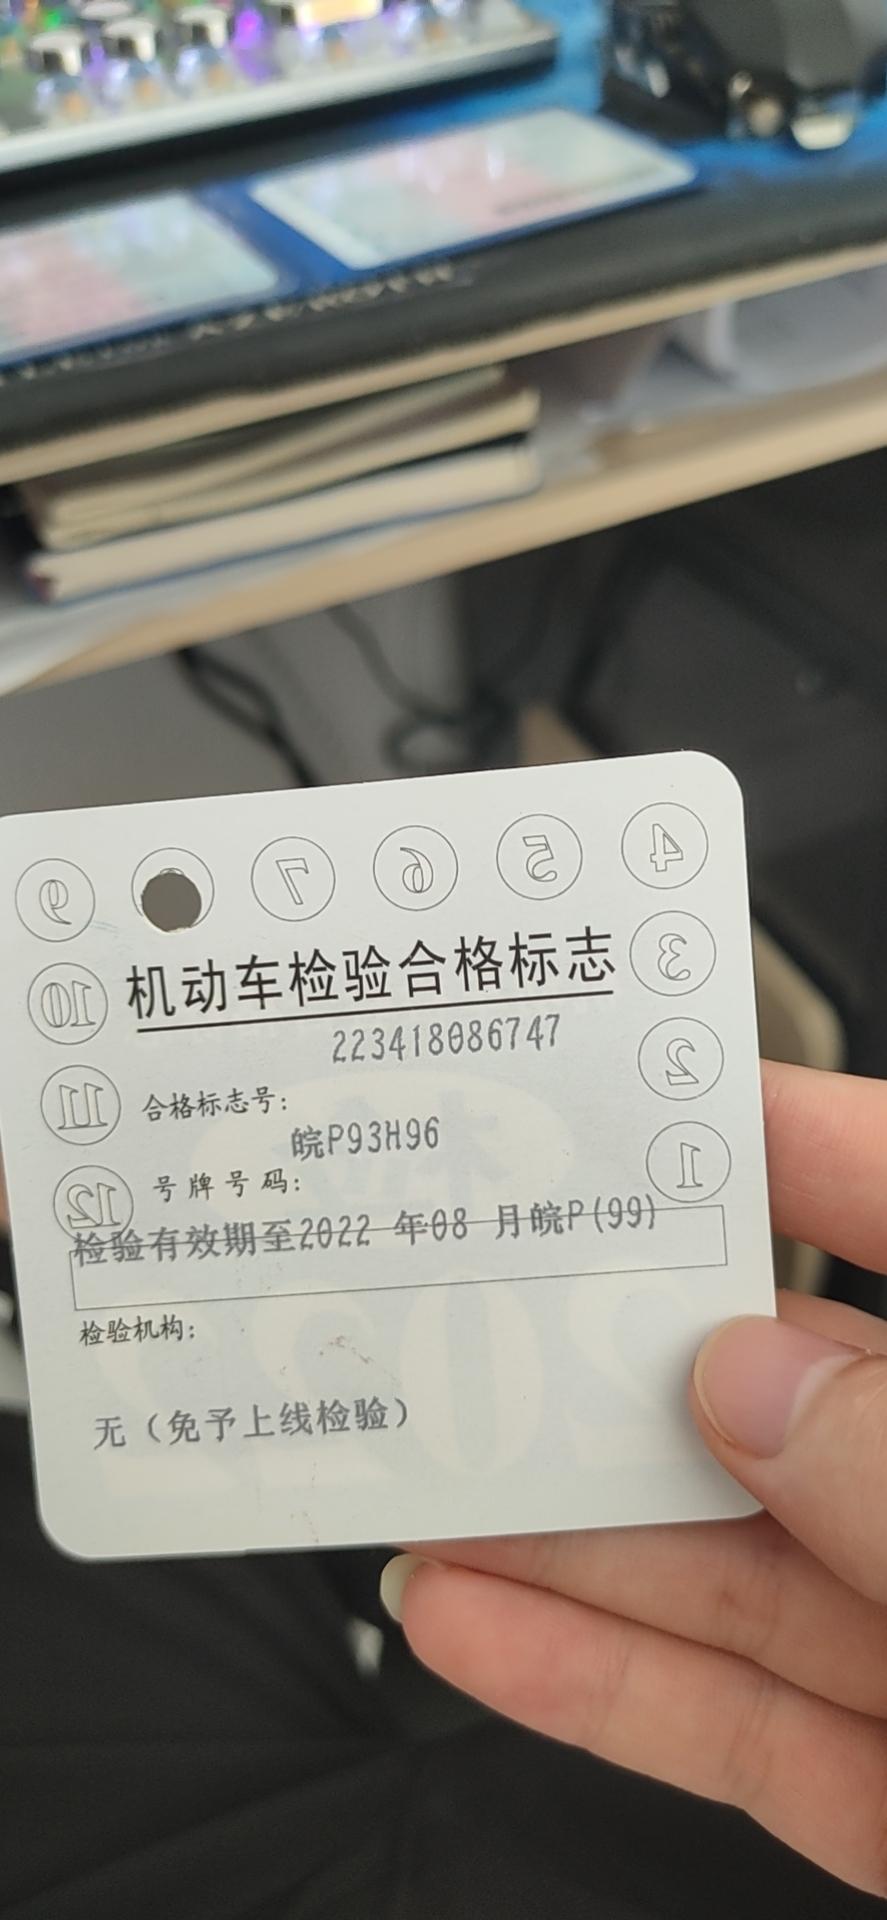 4
5
6
7
9
3
10
机动车检验合格标志
223418086747
2
11
合格标志号:
皖P93H96
1
12
号牌号码:
检验有效期至2022 年08 月皖P(99)
检验机构:
无（免予上线检验）
2022